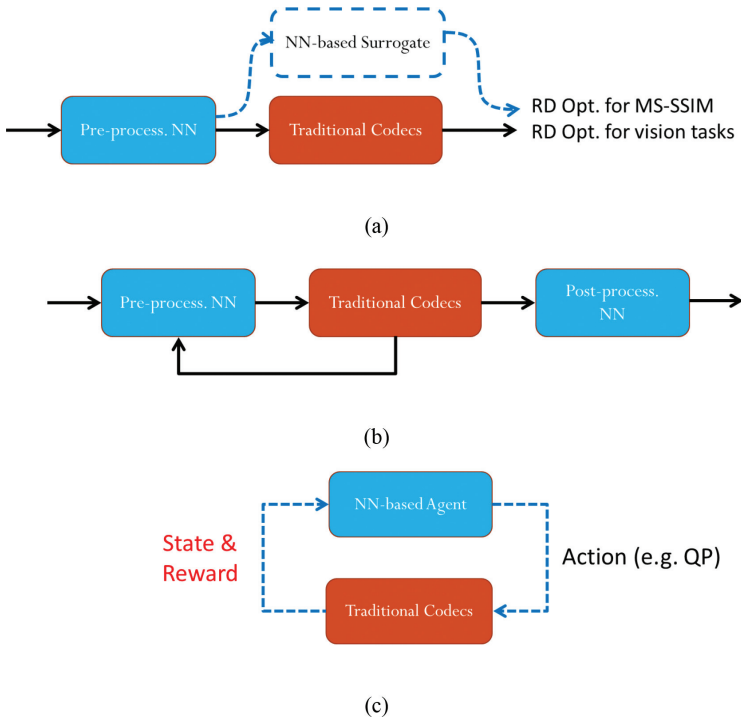 NN-based Surrogate
Pre-process. NN
Traditional Codecs
RD Opt. for MS-SSIM
RD Opt. for vision tasks
(a)
Pre-process. NN
Traditional Codecs
Post-process.
NN
(b)
NN-based Agent
State &
Reward
Action (e.g. QP)
Traditional Codecs
(c)